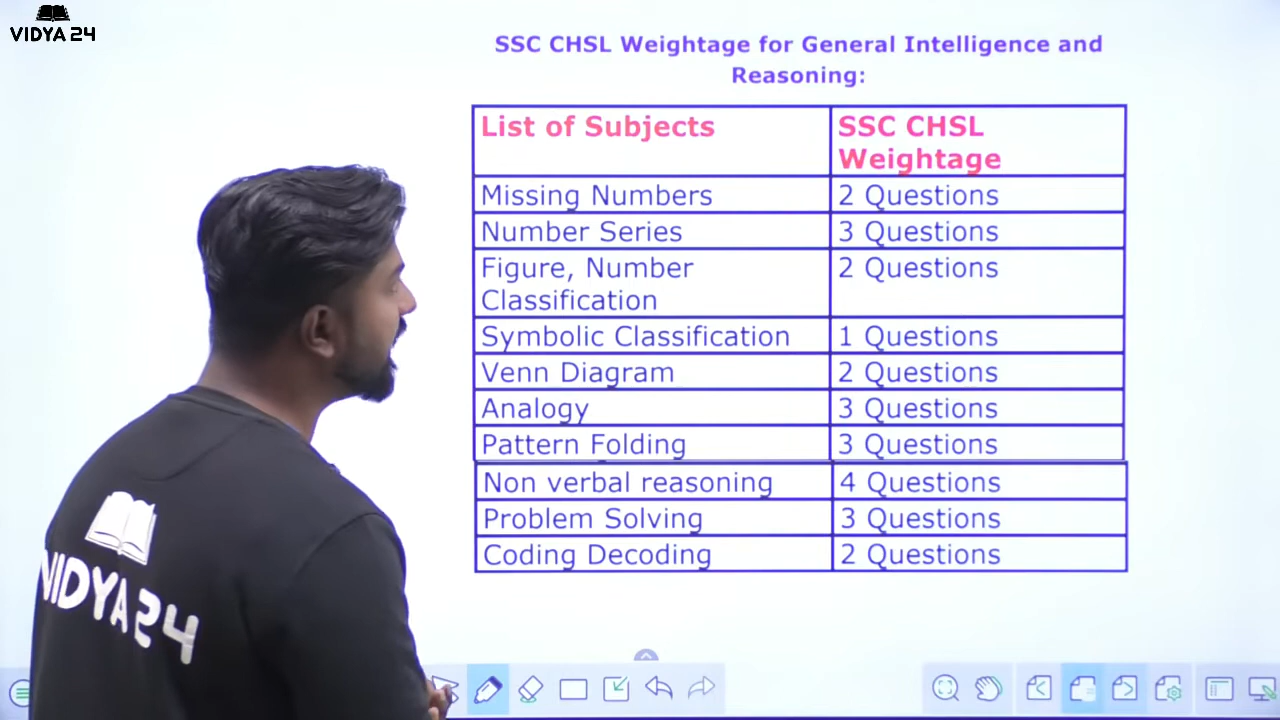 VIDYA 24
SSC CHSL Weightage for General Intelligence and
Reasoning:
List of Subjects
SSC CHSL
Weightage
Missing Numbers
2 Questions
Number Series
3 Questions
Figure, Number
Classification
2 Questions
Symbolic Classification
1 Questions
Venn Diagram
2 Questions
Analogy
3 Questions
Pattern Folding
3 Questions
Non verbal reasoning
4 Questions
Problem Solving
3 Questions
Coding Decoding
2 Questions
VIDYA 24